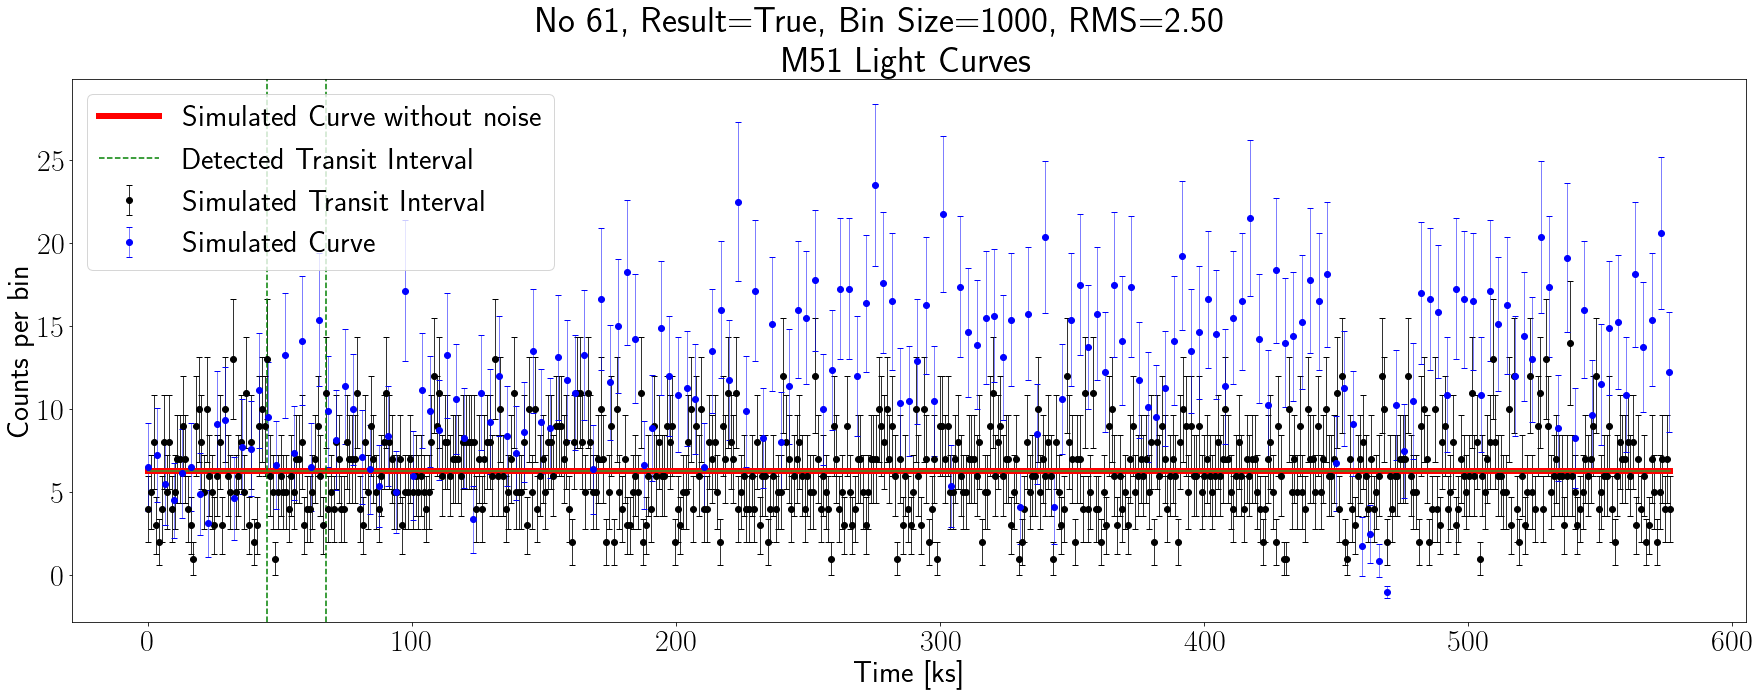 No 61, Result=True, Bin Size=1000, RMS=2.50
M51 Light Curves
Simulated Curve without noise
Detected Transit Interval
Simulated Transit Interval
Simulated Curve
Counts per bin
25
20
15
10
5
0
0 100 200 300 400 500 600
Time [ks]